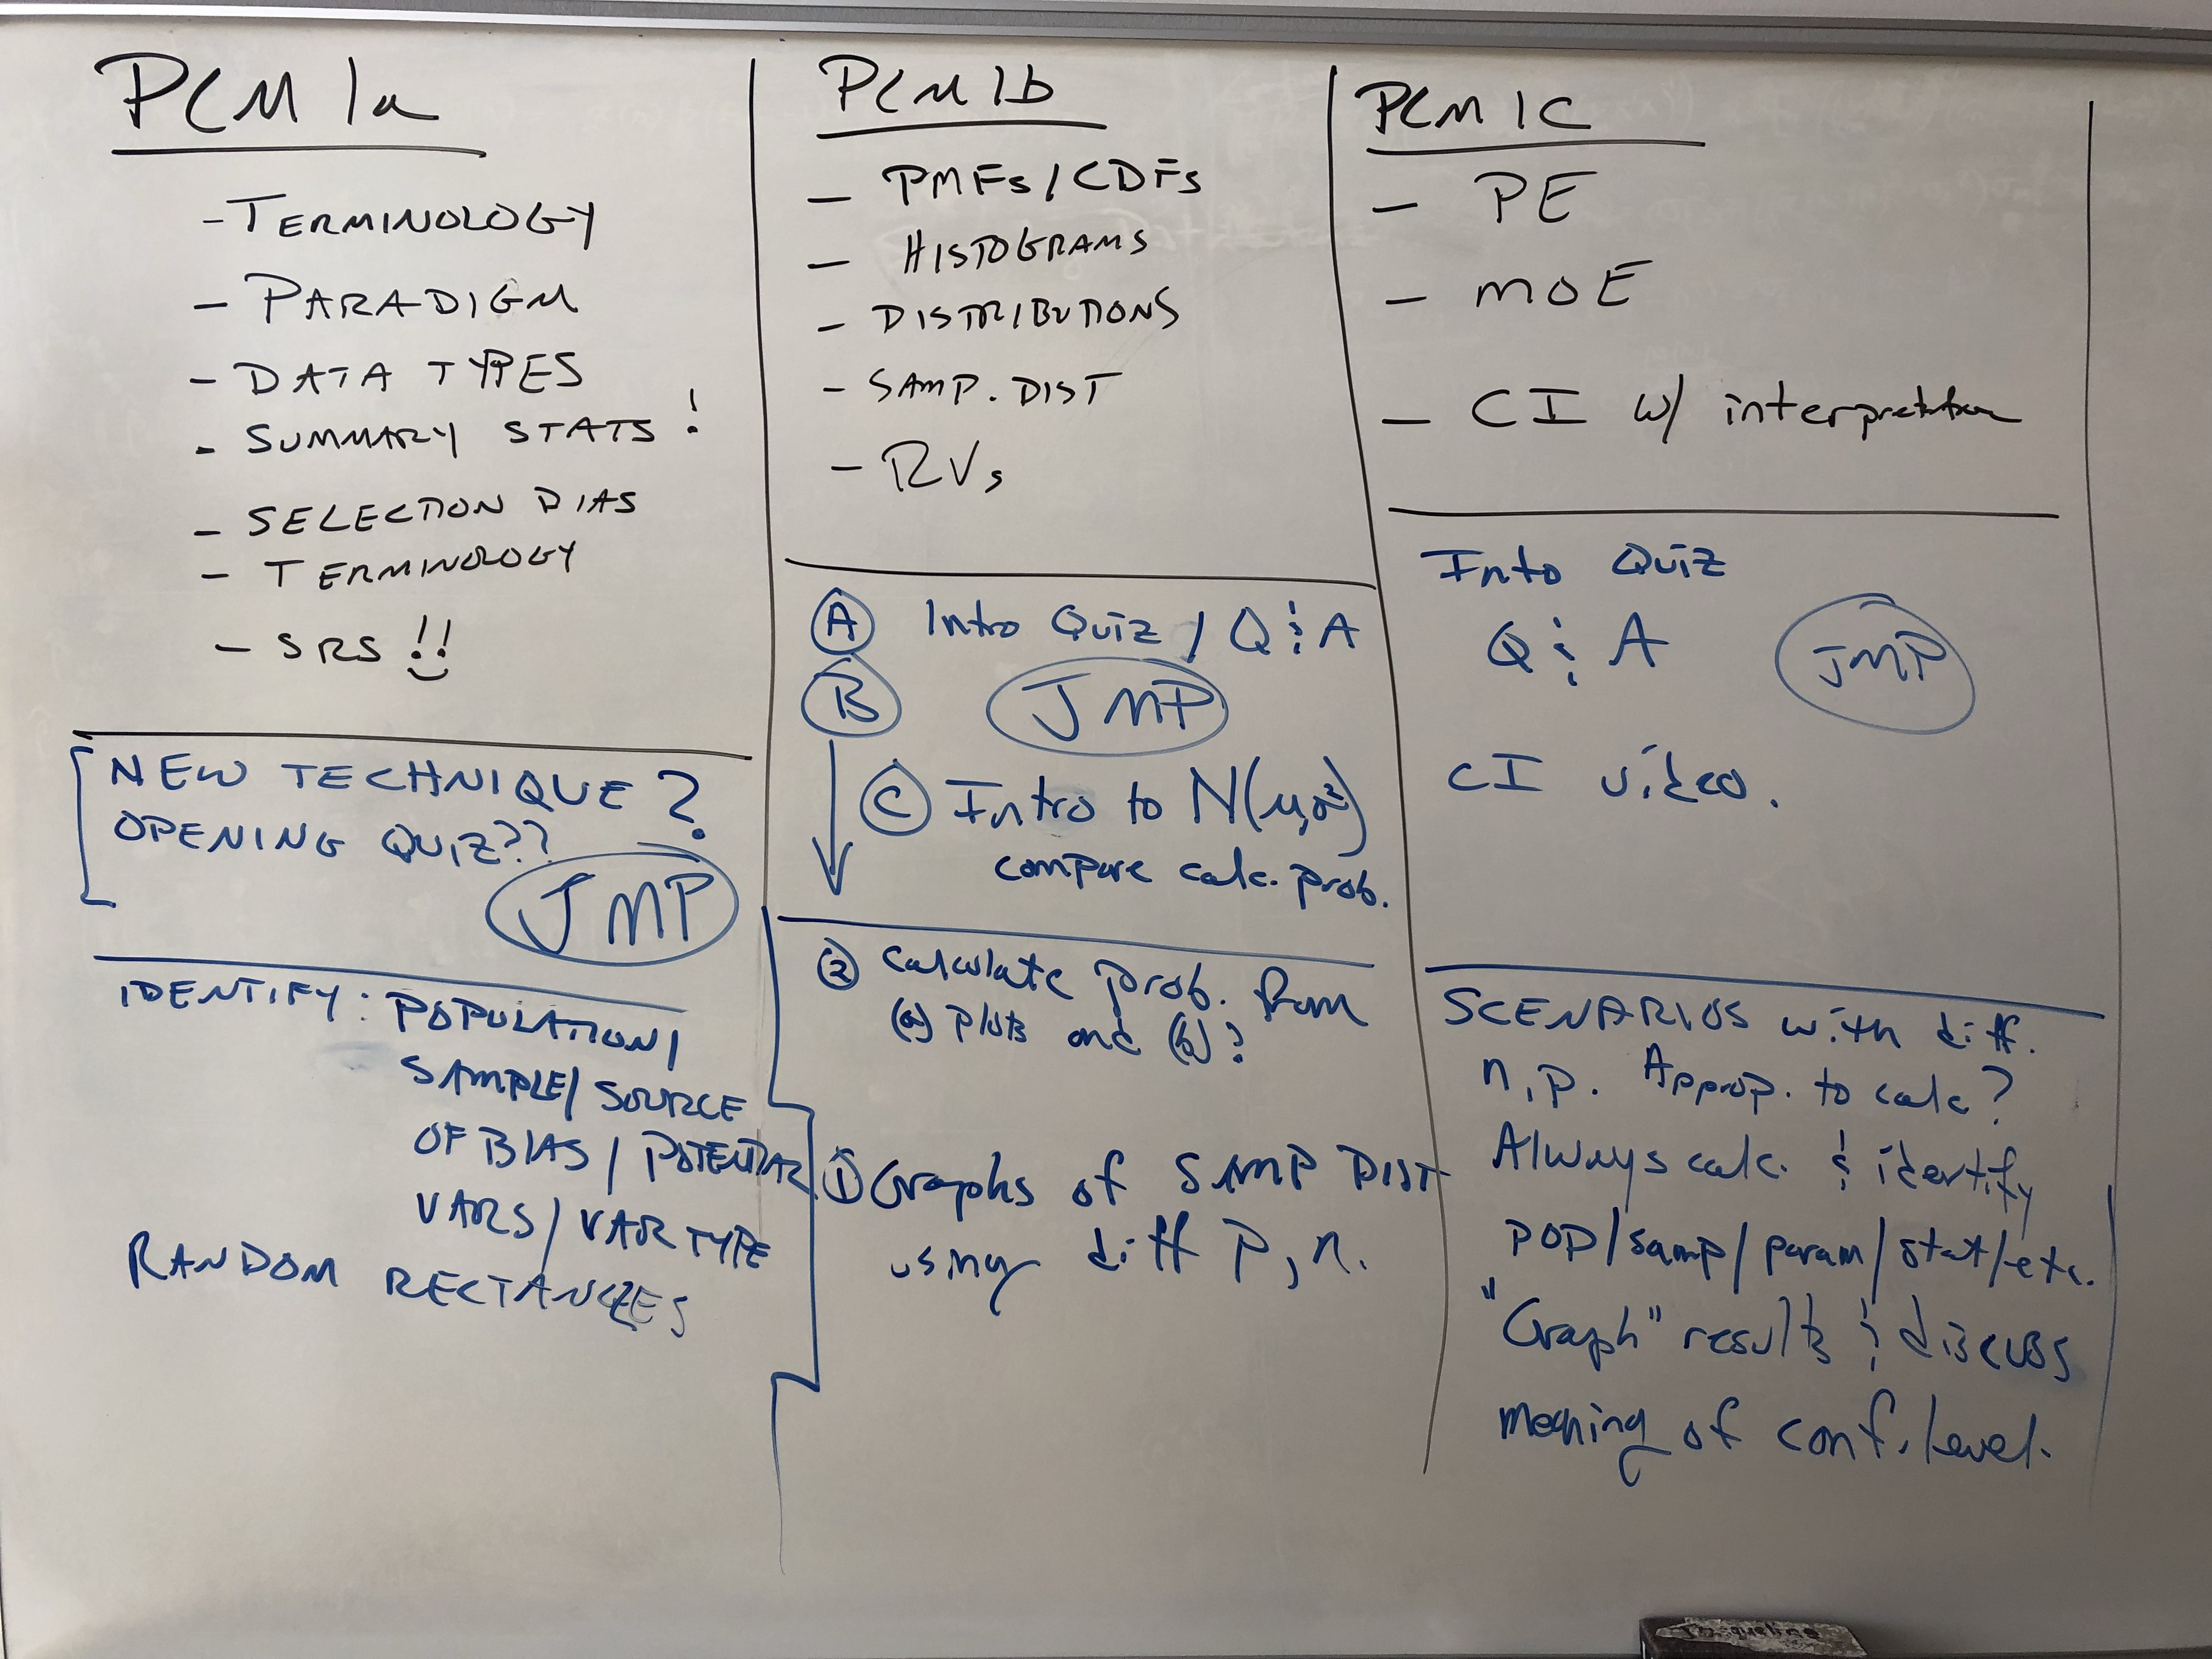 PCM 1a
- TERMINOLOGY
- PARADIGM
- DATA TYPES
- SUMMARY STATS !
- SELECTION BIAS
- TERMINOLOGY
- SRS !!
NEW TECHNIQUE ?
OPENING QUIZ??
JMP
IDENTIFY: POPULATION/
SAMPLE/ SOURCE
OF BIAS / POTENTIAL
VARS/ VAR TYPE
RANDOM RECTANGLES
PCM 1b
- PMFs / CDFs
- HISTOGRAMS
- DISTRIBUTIONS
- SAMP. DIST
- RVs
A Intro Quiz / Q & A
B JMP
C Intro to N(μ,σ²)
compare calc. prob.
② Calculate prob. from
(a) plots and (b) ?
① Graphs of SAMP DIST
using diff p, n.
PCM 1C
- PE
- MOE
- CI w/ interpretation
Into Quiz
Q & A JMP
CI video.
SCENARIOS with diff.
n, p. Approp. to calc?
Always calc. & identify
POP/samp/param/stat/etc.
"Graph" results & discuss
meaning of conf. level.
Jacqueline